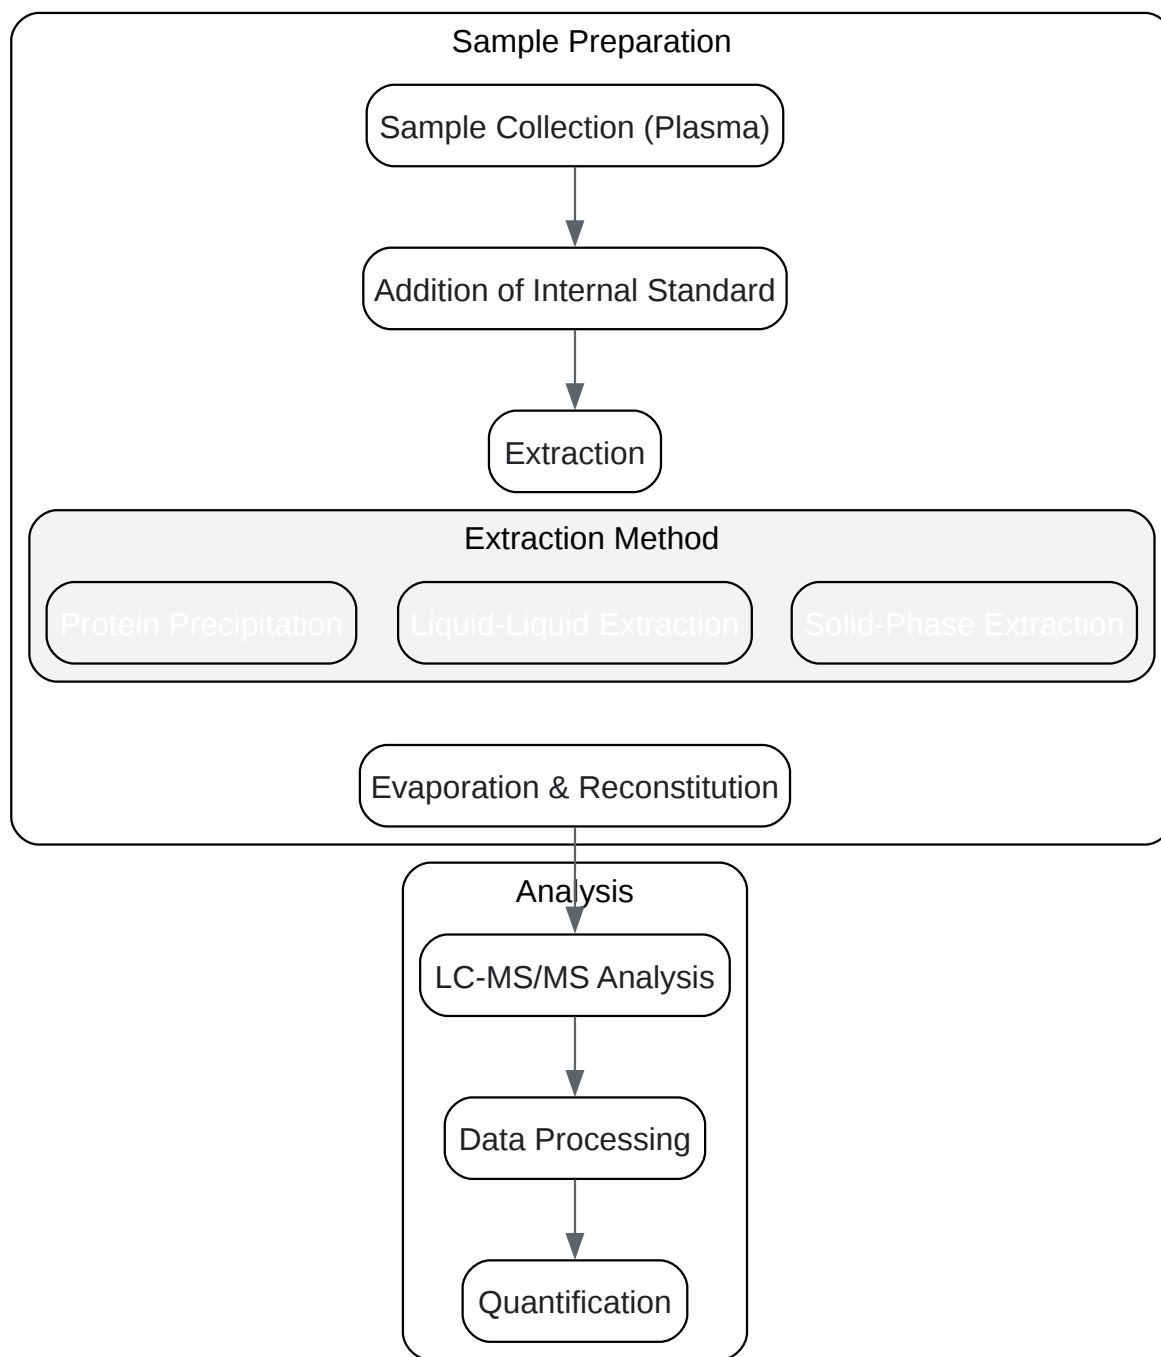 Sample Preparation
Sample Collection (Plasma)
Addition of Internal Standard
Extraction
Extraction Method
Protein Precipitation
Liquid-Liquid Extraction
Solid-Phase Extraction
Evaporation & Reconstitution
Analysis
LC-MS/MS Analysis
Data Processing
Quantification